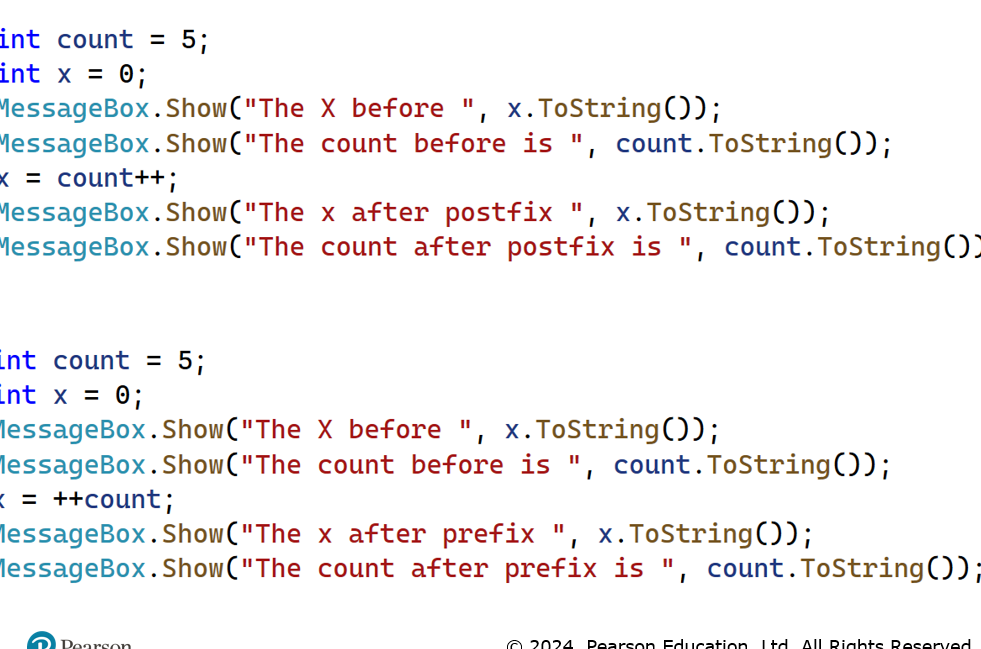 int count = 5;
int x = 0;
MessageBox.Show("The X before ", x.ToString());
MessageBox.Show("The count before is ", count.ToString());
x = count++;
MessageBox.Show("The x after postfix ", x.ToString());
MessageBox.Show("The count after postfix is ", count.ToString())
int count = 5;
int x = 0;
MessageBox.Show("The X before ", x.ToString());
MessageBox.Show("The count before is ", count.ToString());
x = ++count;
MessageBox.Show("The x after prefix ", x.ToString());
MessageBox.Show("The count after prefix is ", count.ToString());
Pearson
© 2024, Pearson Education, Ltd. All Rights Reserved